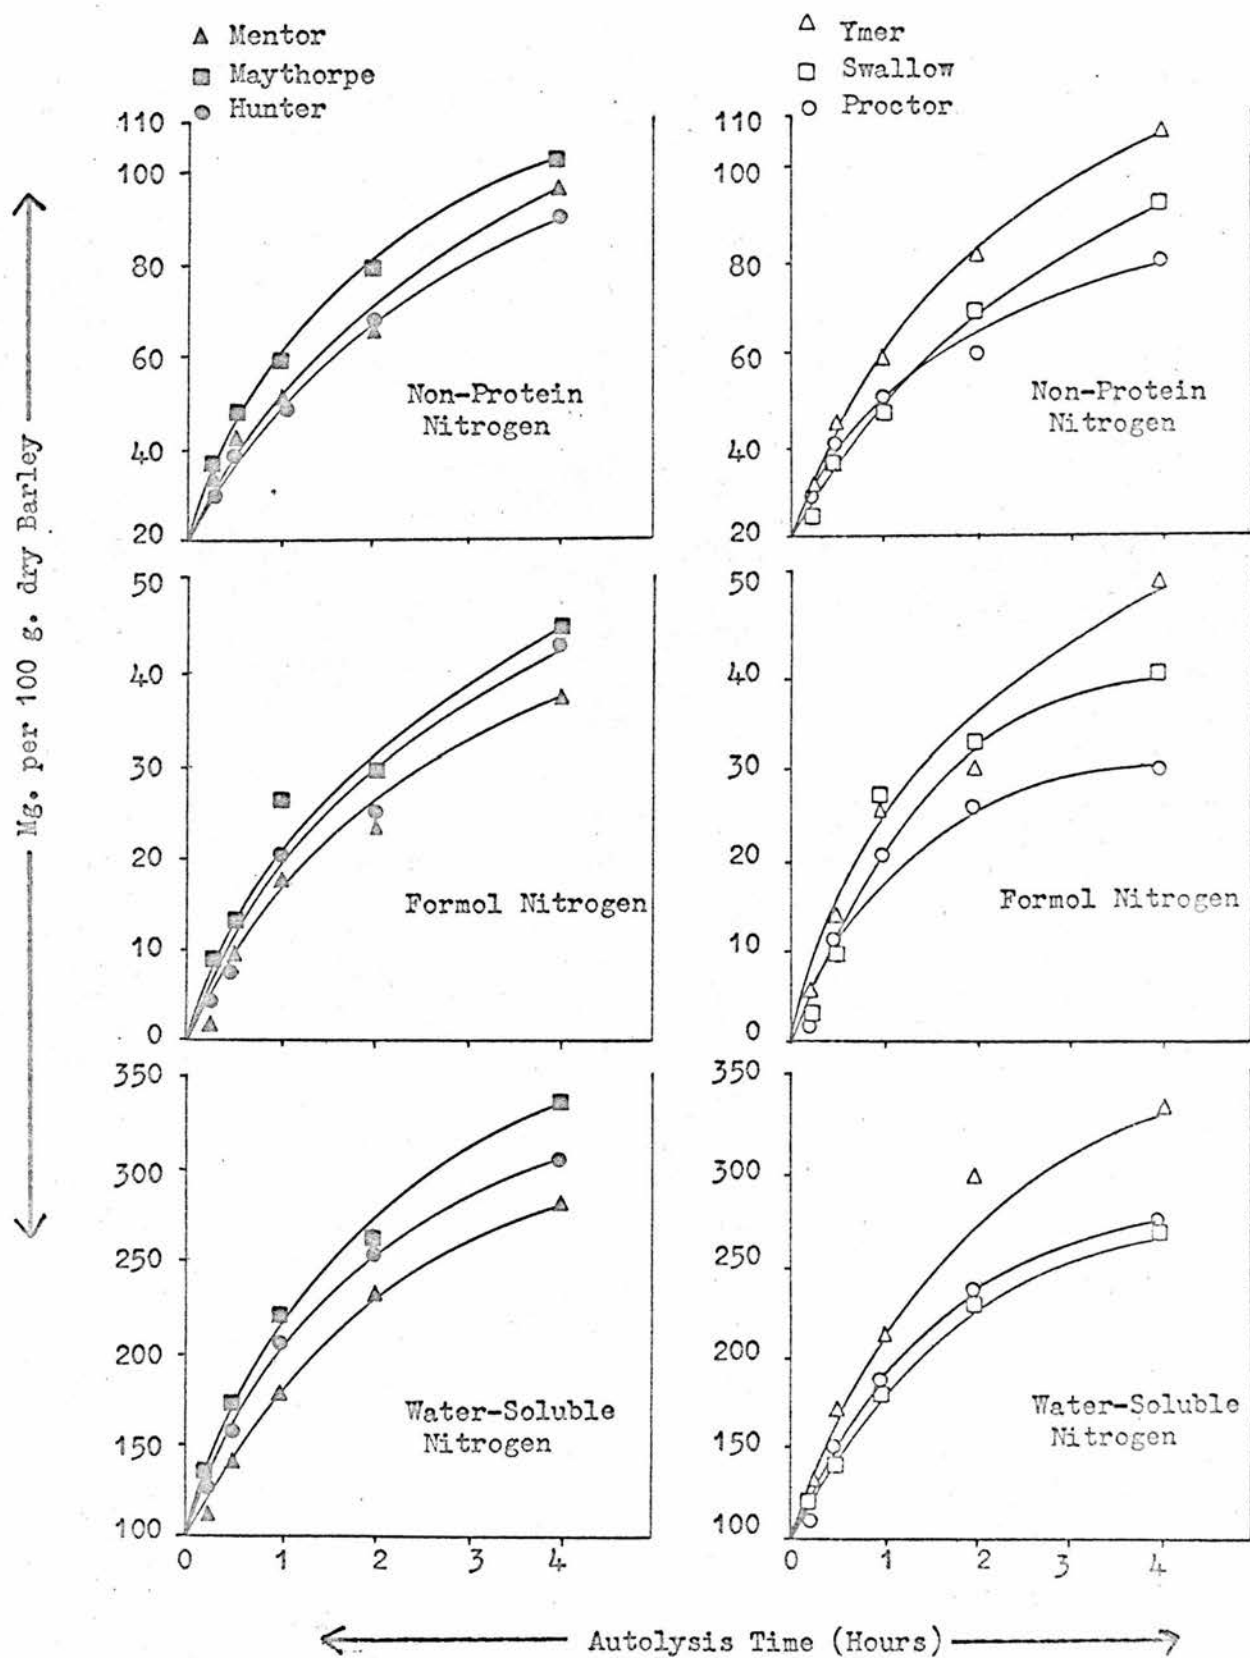 Mentor
Maythorpe
Hunter
Ymer
Swallow
Proctor
Mg. per 100 g. dry Barley
110
100
80
60
40
20
Non-Protein
Nitrogen
110
100
80
60
40
20
Non-Protein
Nitrogen
50
40
30
20
10
0
Formol Nitrogen
50
40
30
20
10
0
Formol Nitrogen
350
300
250
200
150
100
0 1 2 3 4
Water-Soluble
Nitrogen
350
300
250
200
150
100
0 1 2 3 4
Water-Soluble
Nitrogen
Autolysis Time (Hours)